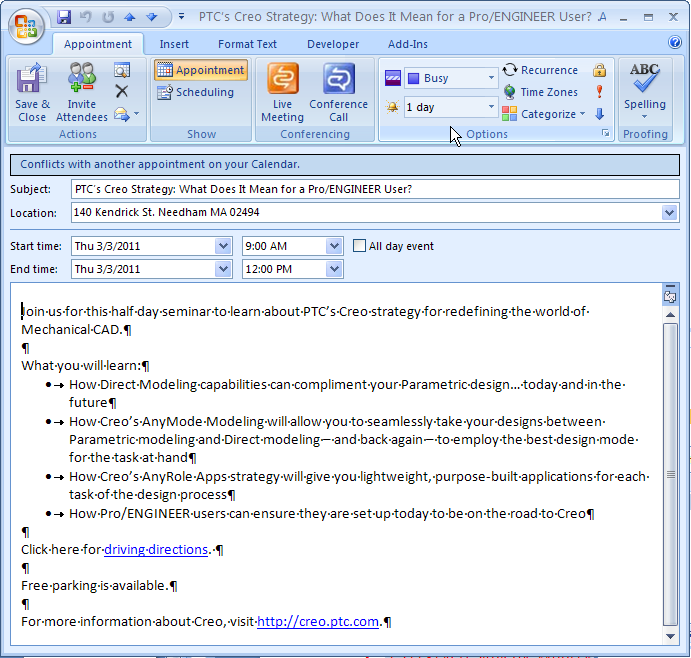 PTC's Creo Strategy: What Does It Mean for a Pro/ENGINEER User? .A
Appointment Insert Format Text Developer Add-Ins
Save & Close
Invite Attendees
Actions
Appointment
Scheduling
Show
Live Meeting
Conference Call
Conferencing
Busy
1 day
Recurrence
Time Zones
Categorize
Options
ABC
Spelling
Proofing
Conflicts with another appointment on your Calendar.
Subject: PTC's Creo Strategy: What Does It Mean for a Pro/ENGINEER User?
Location: 140 Kendrick St. Needham MA 02494
Start time: Thu 3/3/2011 9:00 AM All day event
End time: Thu 3/3/2011 12:00 PM
Join·us·for·this·half·day·seminar·to·learn·about·PTC's·Creo·strategy·for·redefining·the·world·of·
Mechanical·CAD.¶
¶
What·you·will·learn:¶
•→How·Direct·Modeling·capabilities·can·compliment·your·Parametric·design…·today·and·in·the·
future¶
•→How·Creo's·AnyMode·Modeling·will·allow·you·to·seamlessly·take·your·designs·between·
Parametric·modeling·and·Direct·modeling—·and·back·again—·to·employ·the·best·design·mode·
for·the·task·at·hand¶
•→How·Creo's·AnyRole·Apps·strategy·will·give·you·lightweight,·purpose-built·applications·for·each·
task·of·the·design·process¶
•→How·Pro/ENGINEER·users·can·ensure·they·are·set·up·today·to·be·on·the·road·to·Creo¶
¶
Click·here·for·driving·directions.·¶
¶
Free·parking·is·available.¶
¶
For·more·information·about·Creo,·visit·http://creo.ptc.com.¶